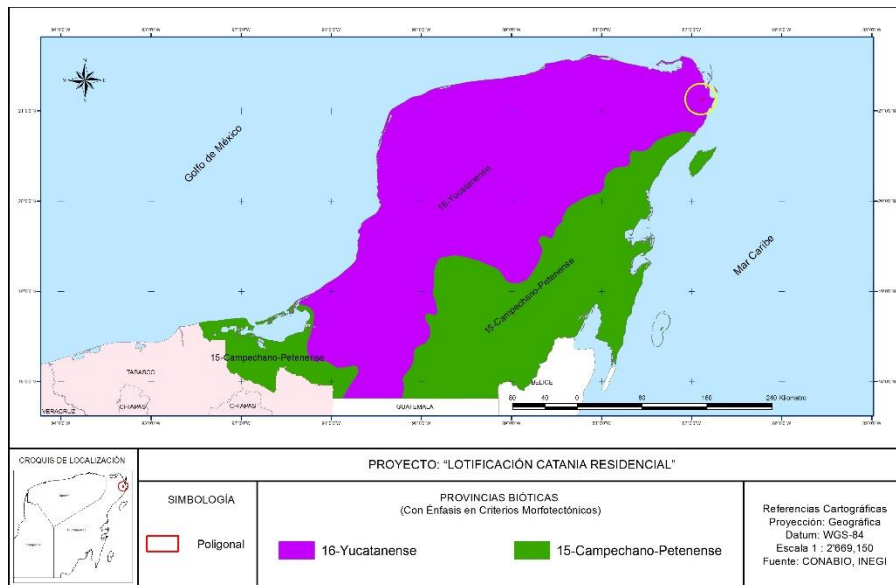 Golfo de México
16-Yucatanense
Mar Caribe
15-Campechano-Petenense
15-Campechano-Petenense
TABASCO
BELICE
VERACRUZ
CHIAPAS
CHIAPAS
GUATEMALA
80 40 0 80 160 240 Kilometro
CROQUIS DE LOCALIZACIÓN
PROYECTO: “LOTIFICACIÓN CATANIA RESIDENCIAL”
SIMBOLOGÍA
Poligonal
PROVINCIAS BIÓTICAS
(Con Énfasis en Criterios Morfotectónicos)
16-Yucatanense
15-Campechano-Petenense
Referencias Cartográficas
Proyección: Geográfica
Datum: WGS-84
Escala 1 : 2'669,150
Fuente: CONABIO, INEGI